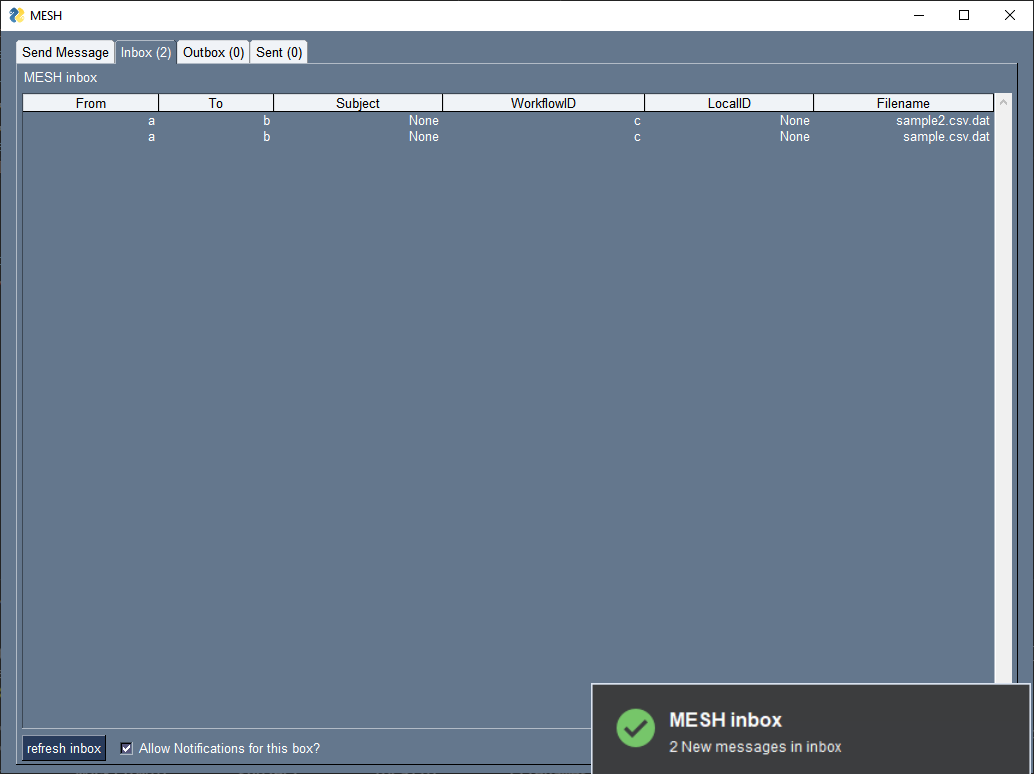 MESH
Send Message Inbox (2) Outbox (0) Sent (0)
MESH inbox
From To Subject WorkflowID LocalID Filename
a b None c None sample2.csv.dat
a b None c None sample.csv.dat
refresh inbox Allow Notifications for this box?
MESH inbox
2 New messages in inbox